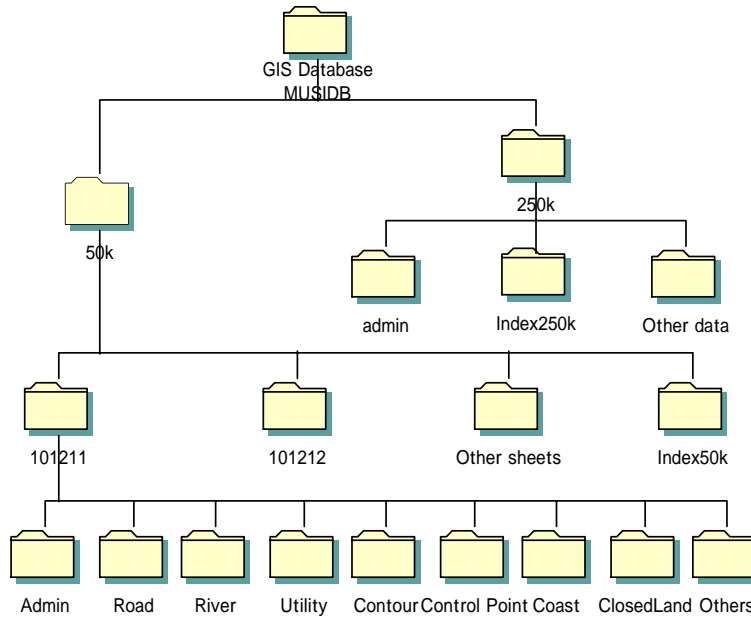 GIS Database
MUSIDB
250k
50k
admin
Index250k
Other data
101211
101212
Other sheets
Index50k
Admin
Road
River
Utility
Contour
Control Point
Coast
ClosedLand
Others